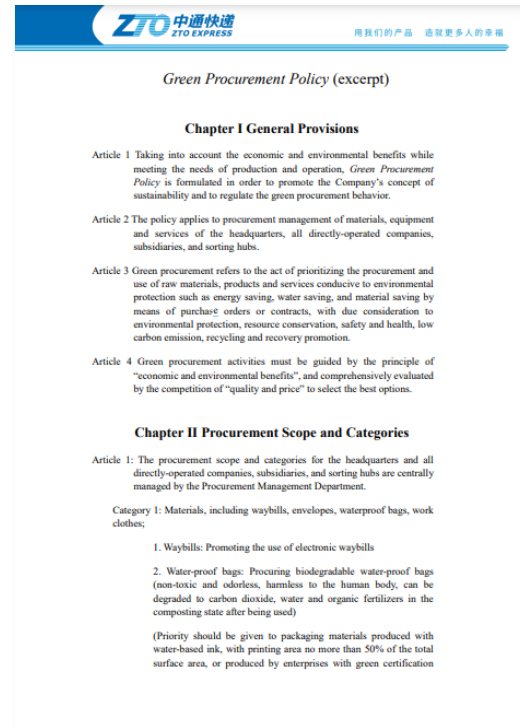 ZTO 中通快递
ZTO EXPRESS
用我们的产品 造就更多人的幸福
Green Procurement Policy (excerpt)
Chapter I General Provisions
Article 1 Taking into account the economic and environmental benefits while
meeting the needs of production and operation, Green Procurement
Policy is formulated in order to promote the Company's concept of
sustainability and to regulate the green procurement behavior.
Article 2 The policy applies to procurement management of materials, equipment
and services of the headquarters, all directly-operated companies,
subsidiaries, and sorting hubs.
Article 3 Green procurement refers to the act of prioritizing the procurement and
use of raw materials, products and services conducive to environmental
protection such as energy saving, water saving, and material saving by
means of purchase orders or contracts, with due consideration to
environmental protection, resource conservation, safety and health, low
carbon emission, recycling and recovery promotion.
Article 4 Green procurement activities must be guided by the principle of
“economic and environmental benefits”, and comprehensively evaluated
by the competition of “quality and price” to select the best options.
Chapter II Procurement Scope and Categories
Article 1: The procurement scope and categories for the headquarters and all
directly-operated companies, subsidiaries, and sorting hubs are centrally
managed by the Procurement Management Department.
Category 1: Materials, including waybills, envelopes, waterproof bags, work
clothes;
1. Waybills: Promoting the use of electronic waybills
2. Water-proof bags: Procuring biodegradable water-proof bags
(non-toxic and odorless, harmless to the human body, can be
degraded to carbon dioxide, water and organic fertilizers in the
composting state after being used)
(Priority should be given to packaging materials produced with
water-based ink, with printing area no more than 50% of the total
surface area, or produced by enterprises with green certification